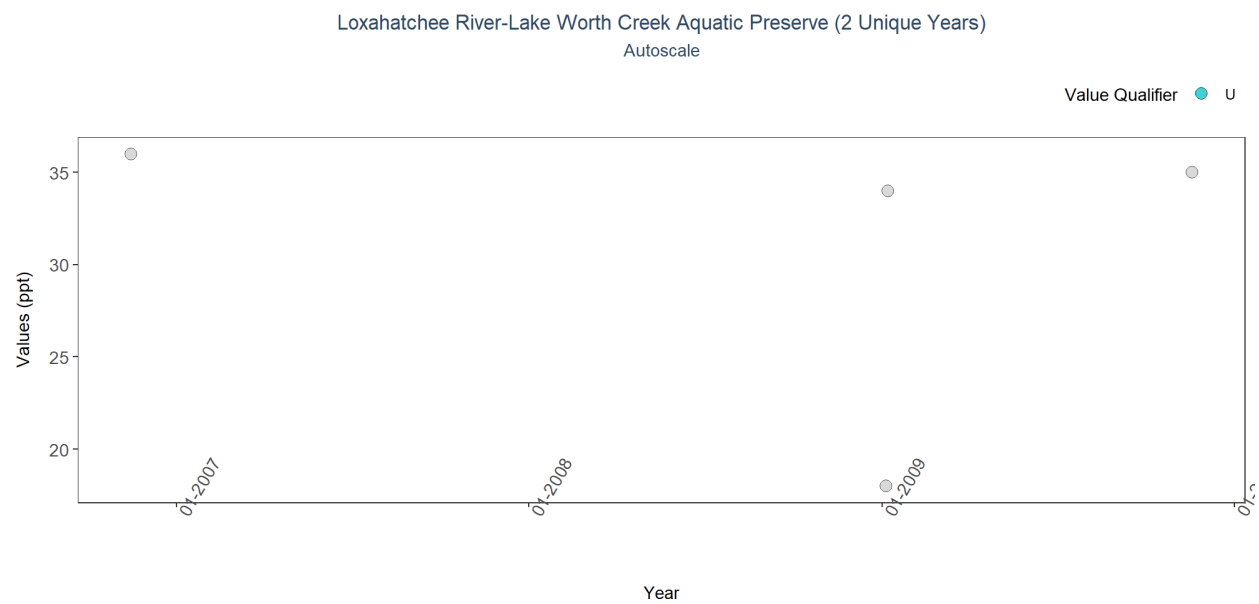 Loxahatchee River-Lake Worth Creek Aquatic Preserve (2 Unique Years)
Autoscale
Value Qualifier U
Values (ppt)
35
30
25
20
01-2007
01-2008
01-2009
Year